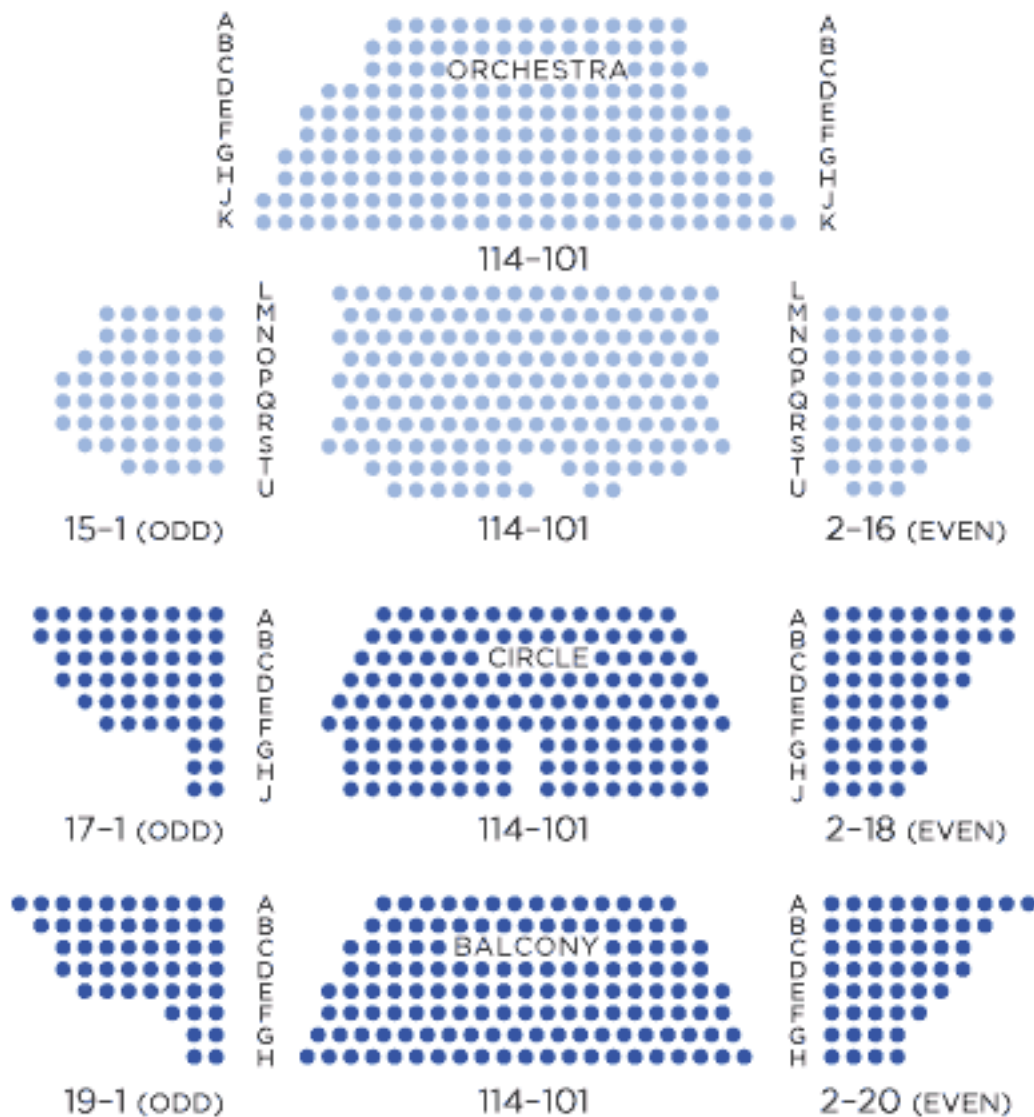 A A
B B
C ORCHESTRA C
D D
E E
F F
G G
H H
J J
K K
114–101
L L
M M
N N
O O
P P
Q Q
R R
S S
T T
U U
15–1 (ODD) 114–101 2–16 (EVEN)
A A
B B
C CIRCLE C
D D
E E
F F
G G
H H
J J
17–1 (ODD) 114–101 2–18 (EVEN)
A A
B B
C BALCONY C
D D
E E
F F
G G
H H
19–1 (ODD) 114–101 2–20 (EVEN)